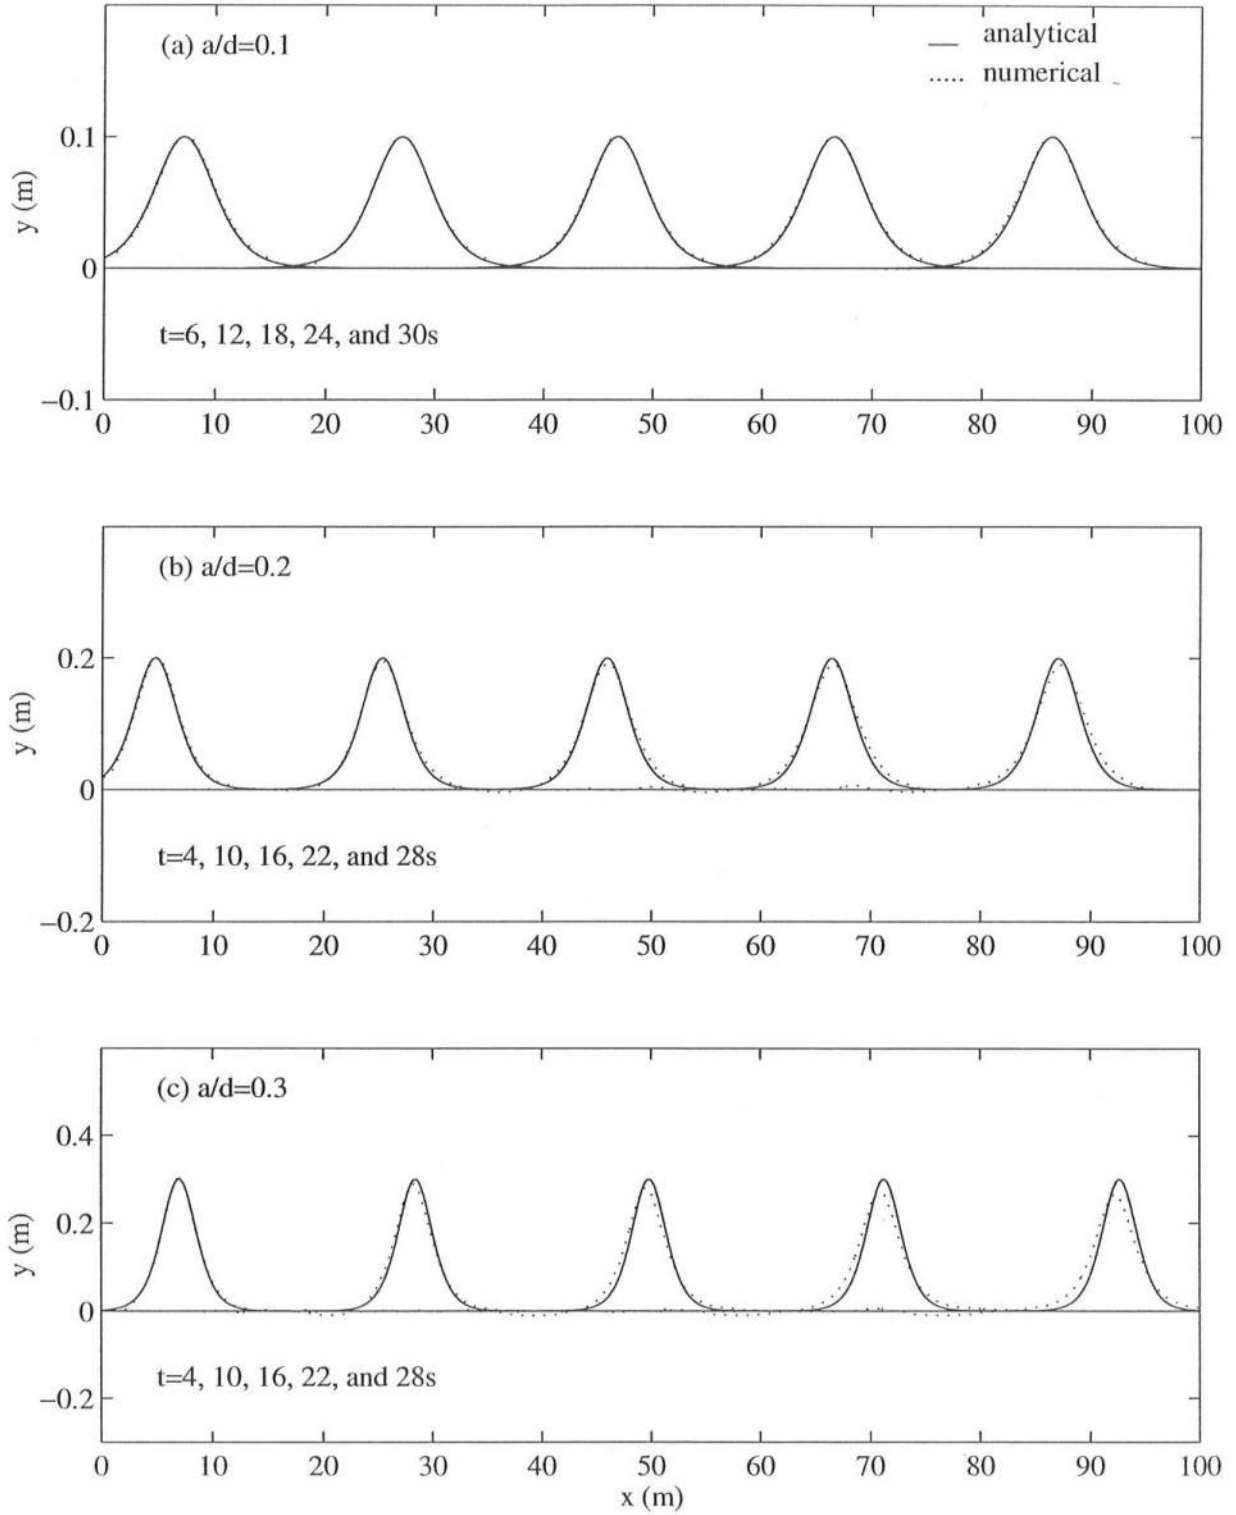 (a) a/d=0.1
analytical
numerical
0.1
0
−0.1
y (m)
t=6, 12, 18, 24, and 30s
0 10 20 30 40 50 60 70 80 90 100
(b) a/d=0.2
0.2
0
−0.2
y (m)
t=4, 10, 16, 22, and 28s
0 10 20 30 40 50 60 70 80 90 100
(c) a/d=0.3
0.4
0.2
0
−0.2
y (m)
t=4, 10, 16, 22, and 28s
0 10 20 30 40 50 60 70 80 90 100
x (m)